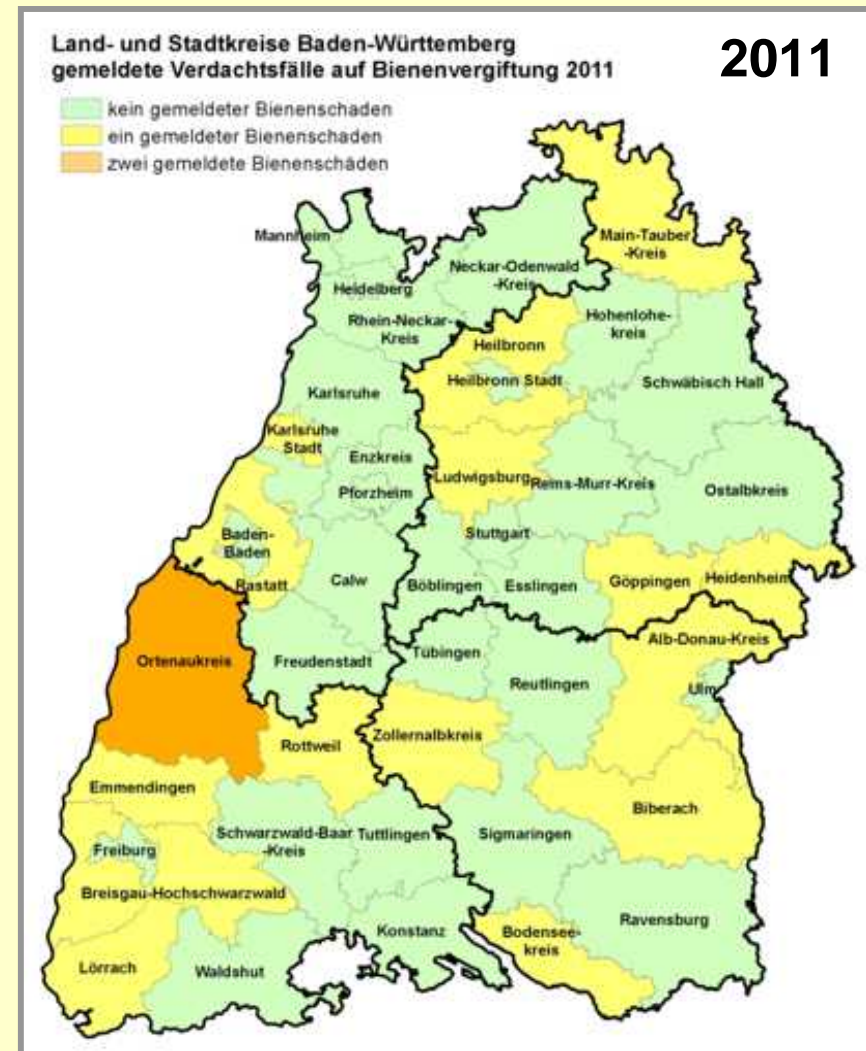 Land- und Stadtkreise Baden-Württemberg
gemeldete Verdachtsfälle auf Bienenvergiftung 2011
2011
kein gemeldeter Bienenschaden
ein gemeldeter Bienenschaden
zwei gemeldete Bienenschäden
Mannheim
Main-Tauber
-Kreis
Neckar-Odenwald
-Kreis
Heidelberg
Hohenlohe-
kreis
Rhein-Neckar-
Kreis
Heilbronn
Heilbronn Stadt
Schwäbisch Hall
Karlsruhe
Karlsruhe
Stadt
Enzkreis
Ludwigsburg
Rems-Murr-Kreis
Pforzheim
Ostalbkreis
Baden-
Baden
Stuttgart
Rastatt
Calw
Böblingen
Esslingen
Göppingen
Heidenheim
Alb-Donau-Kreis
Ortenaukreis
Freudenstadt
Tübingen
Reutlingen
Ulm
Rottweil
Zollernalbkreis
Emmendingen
Biberach
Schwarzwald-Baar
-Kreis
Tuttlingen
Sigmaringen
Freiburg
Breisgau-Hochschwarzwald
Konstanz
Bodensee-
kreis
Ravensburg
Lörrach
Waldshut